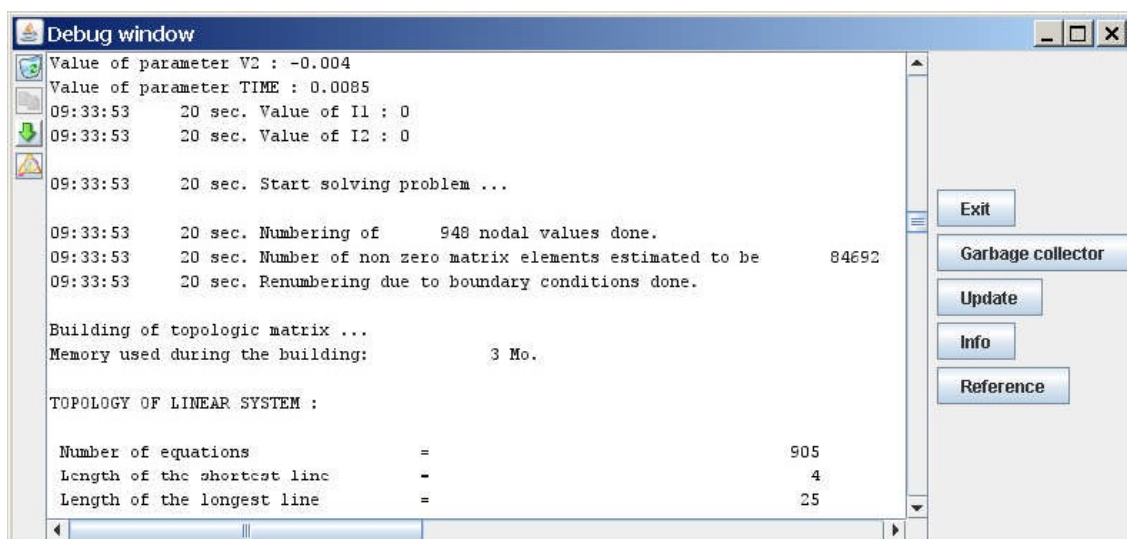 Debug window
Value of parameter V2 : -0.004
Value of parameter TIME : 0.0085
09:33:53 20 sec. Value of I1 : 0
09:33:53 20 sec. Value of I2 : 0
09:33:53 20 sec. Start solving problem ...
09:33:53 20 sec. Numbering of 948 nodal values done.
09:33:53 20 sec. Number of non zero matrix elements estimated to be 84692
09:33:53 20 sec. Renumbering due to boundary conditions done.
Building of topologic matrix ...
Memory used during the building: 3 Mo.
TOPOLOGY OF LINEAR SYSTEM :
Number of equations = 905
Length of the shortest line = 4
Length of the longest line = 25
Exit
Garbage collector
Update
Info
Reference